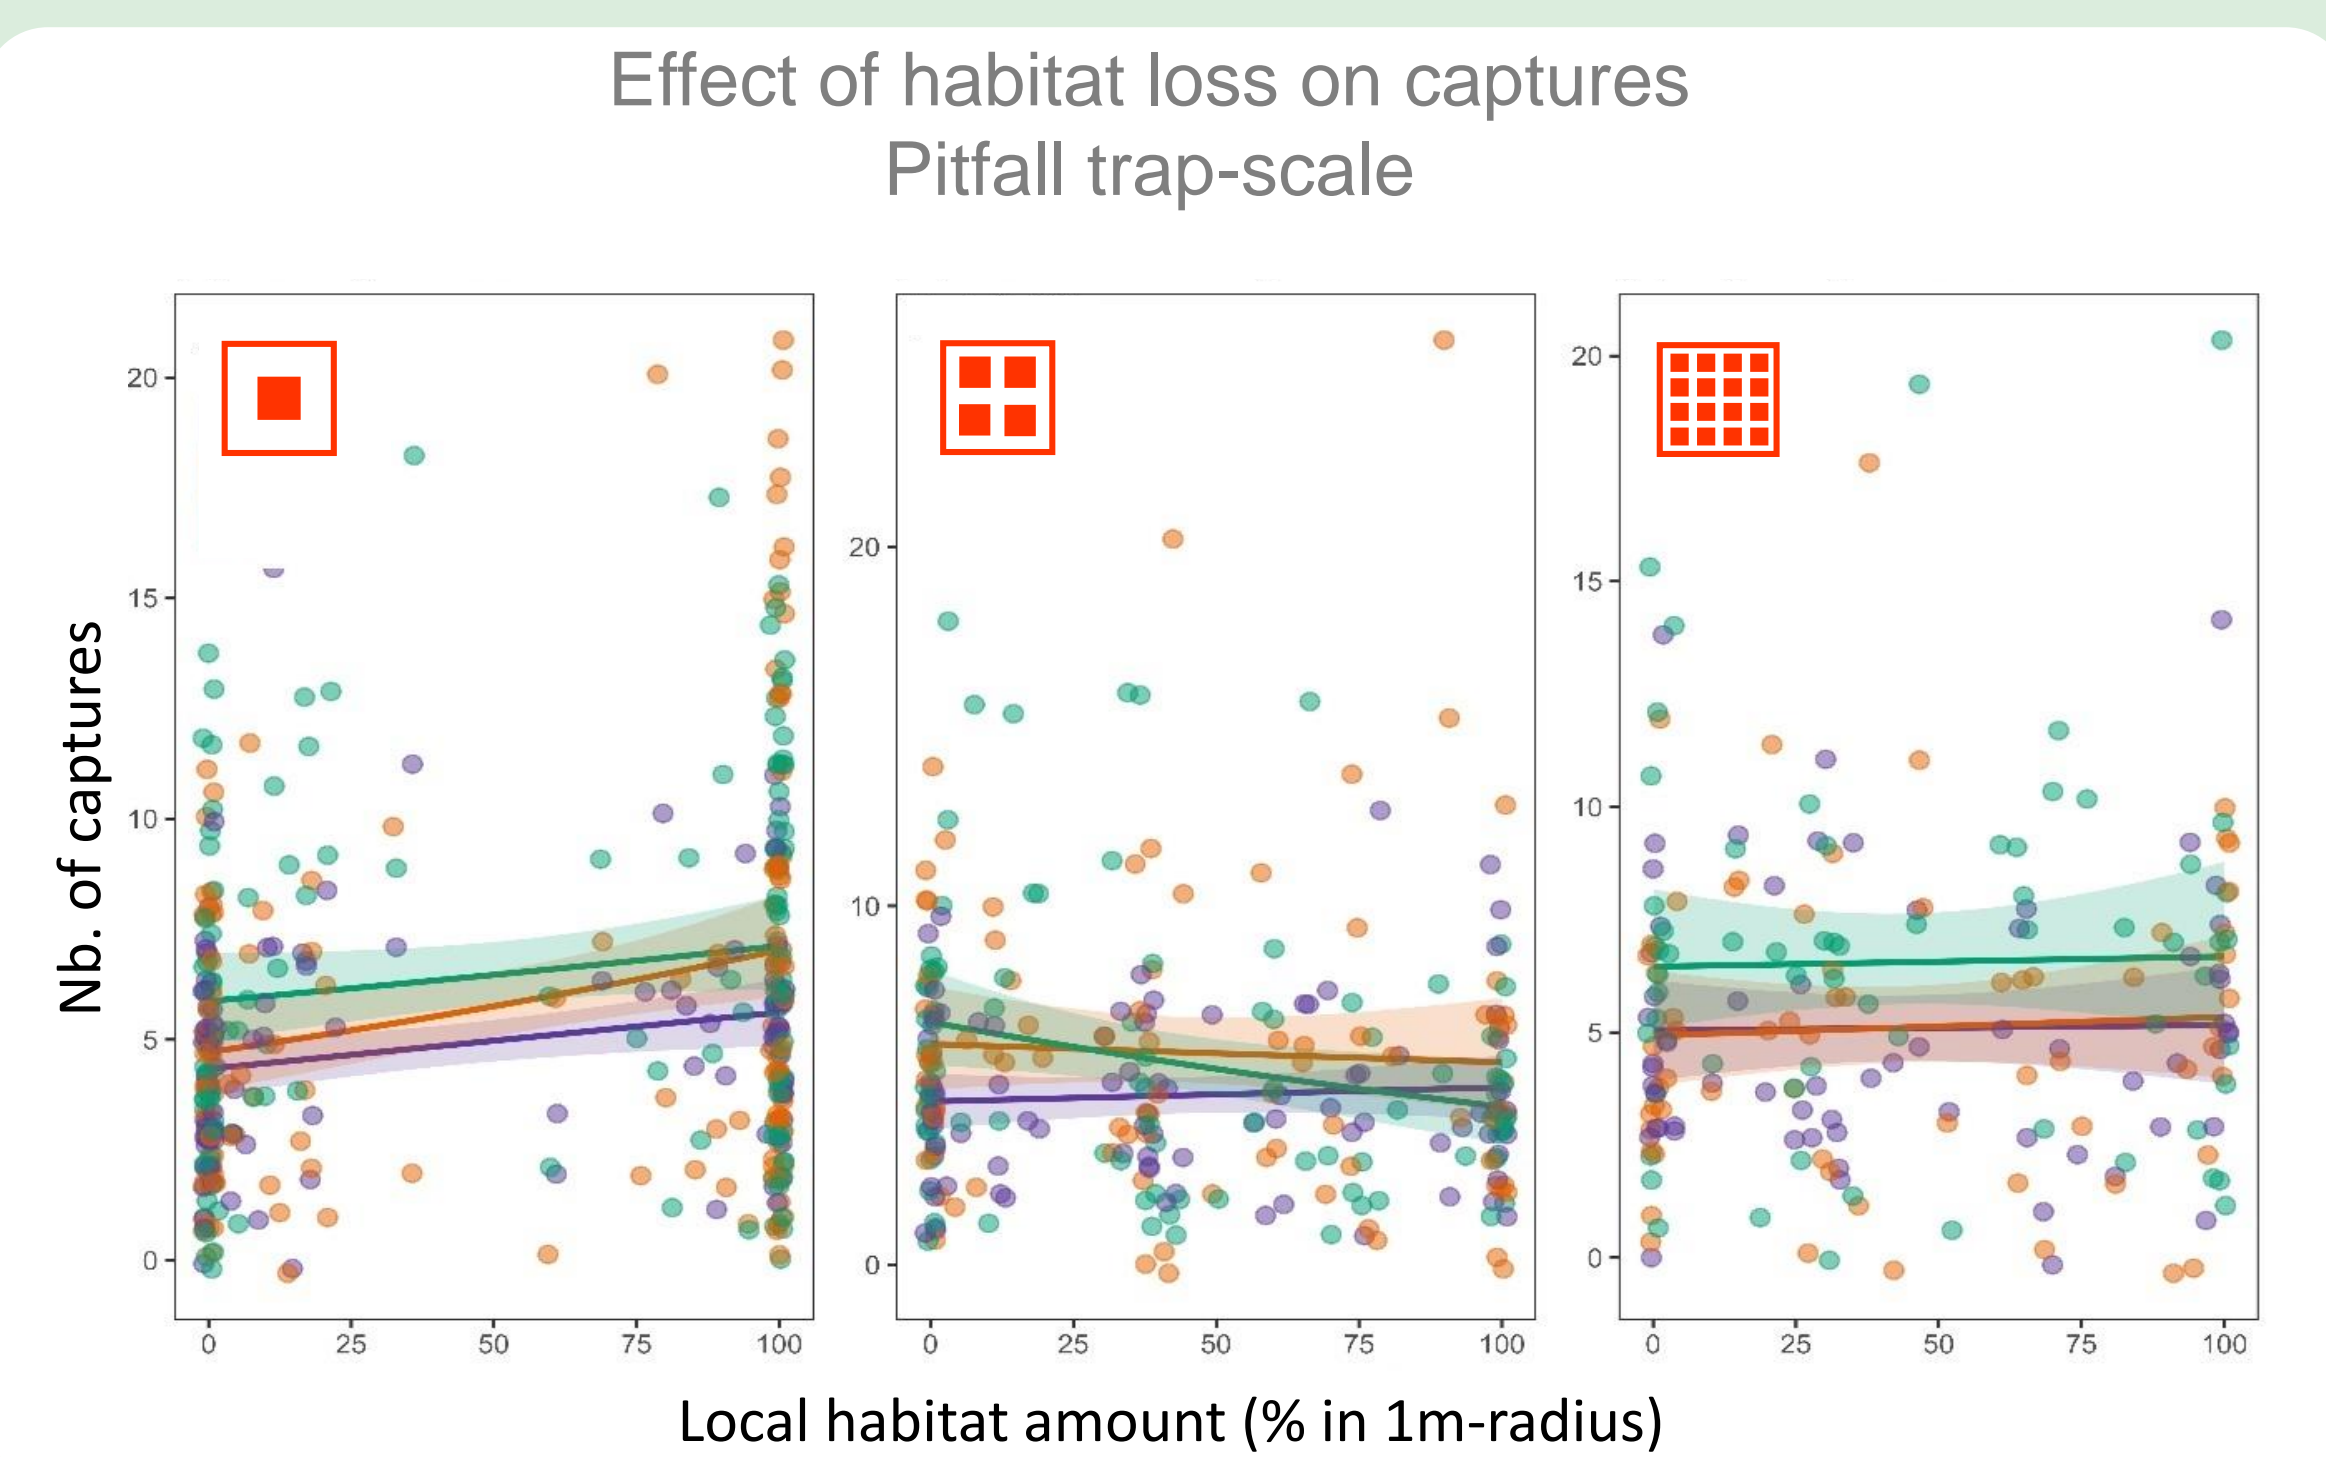 Effect of habitat loss on captures
Pitfall trap-scale
Nb. of captures
20
15
10
5
0
0 25 50 75 100
20
10
0
0 25 50 75 100
20
15
10
5
0
0 25 50 75 100
Local habitat amount (% in 1m-radius)